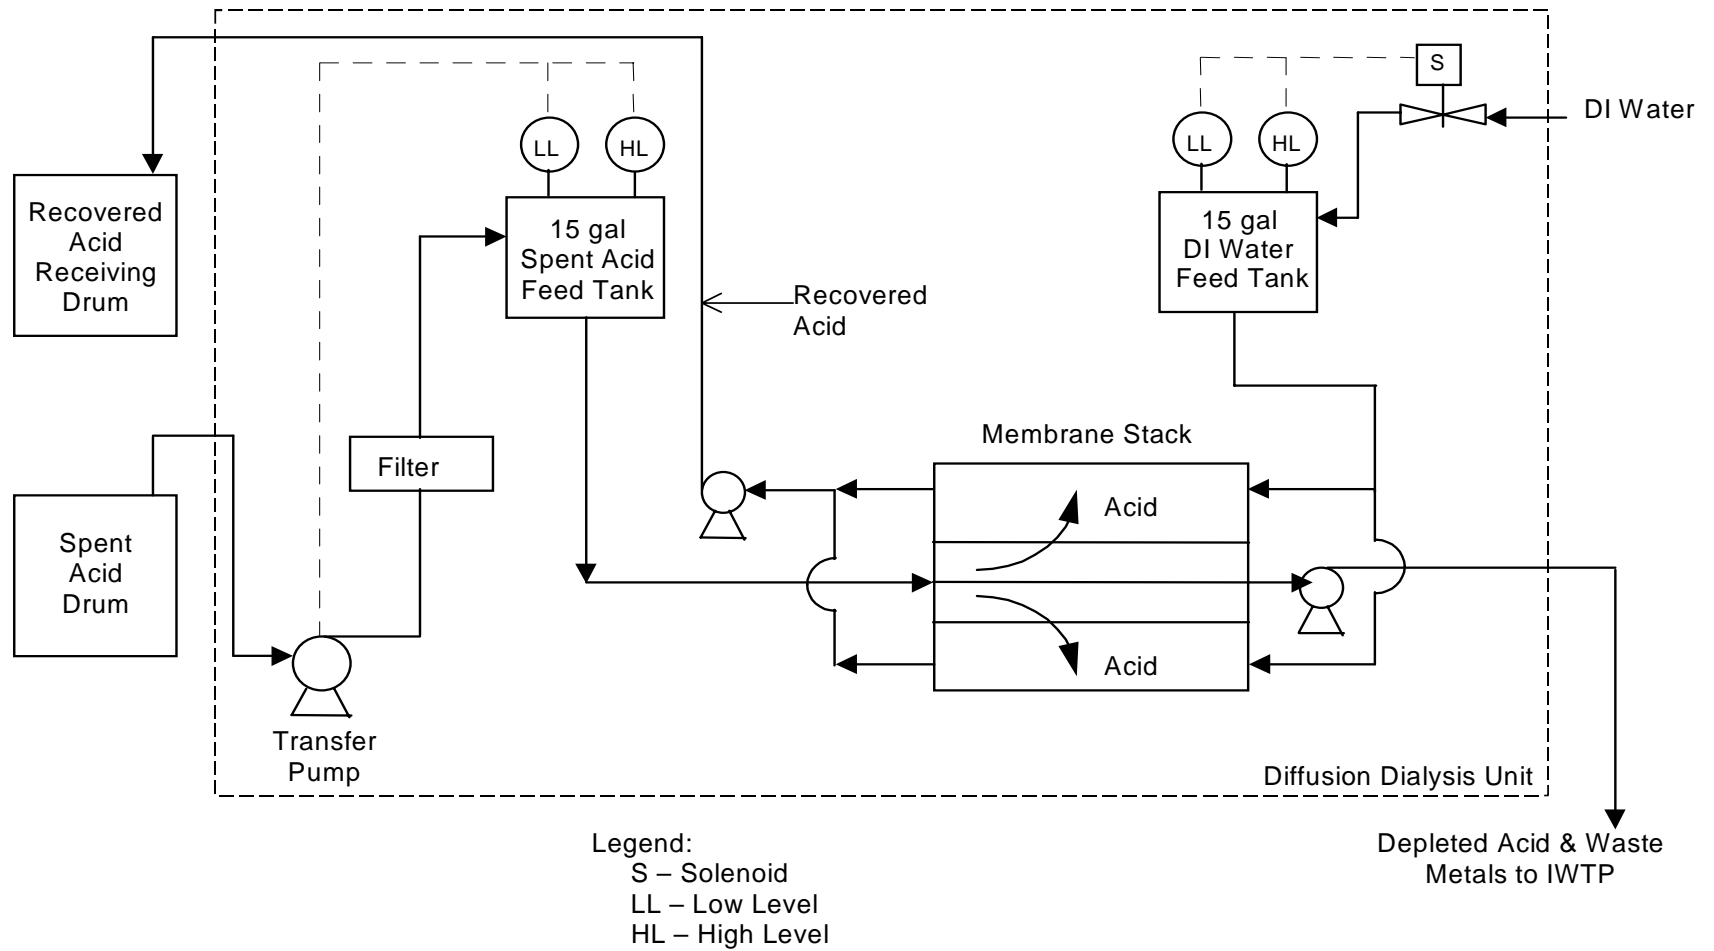 S
DI Water
LL
HL
LL
HL
Recovered
Acid
Receiving
Drum
15 gal
Spent Acid
Feed Tank
15 gal
DI Water
Feed Tank
Recovered
Acid
Membrane Stack
Filter
Acid
Spent
Acid
Drum
Acid
Transfer
Pump
Diffusion Dialysis Unit
Depleted Acid & Waste
Metals to IWTP
Legend:
S – Solenoid
LL – Low Level
HL – High Level